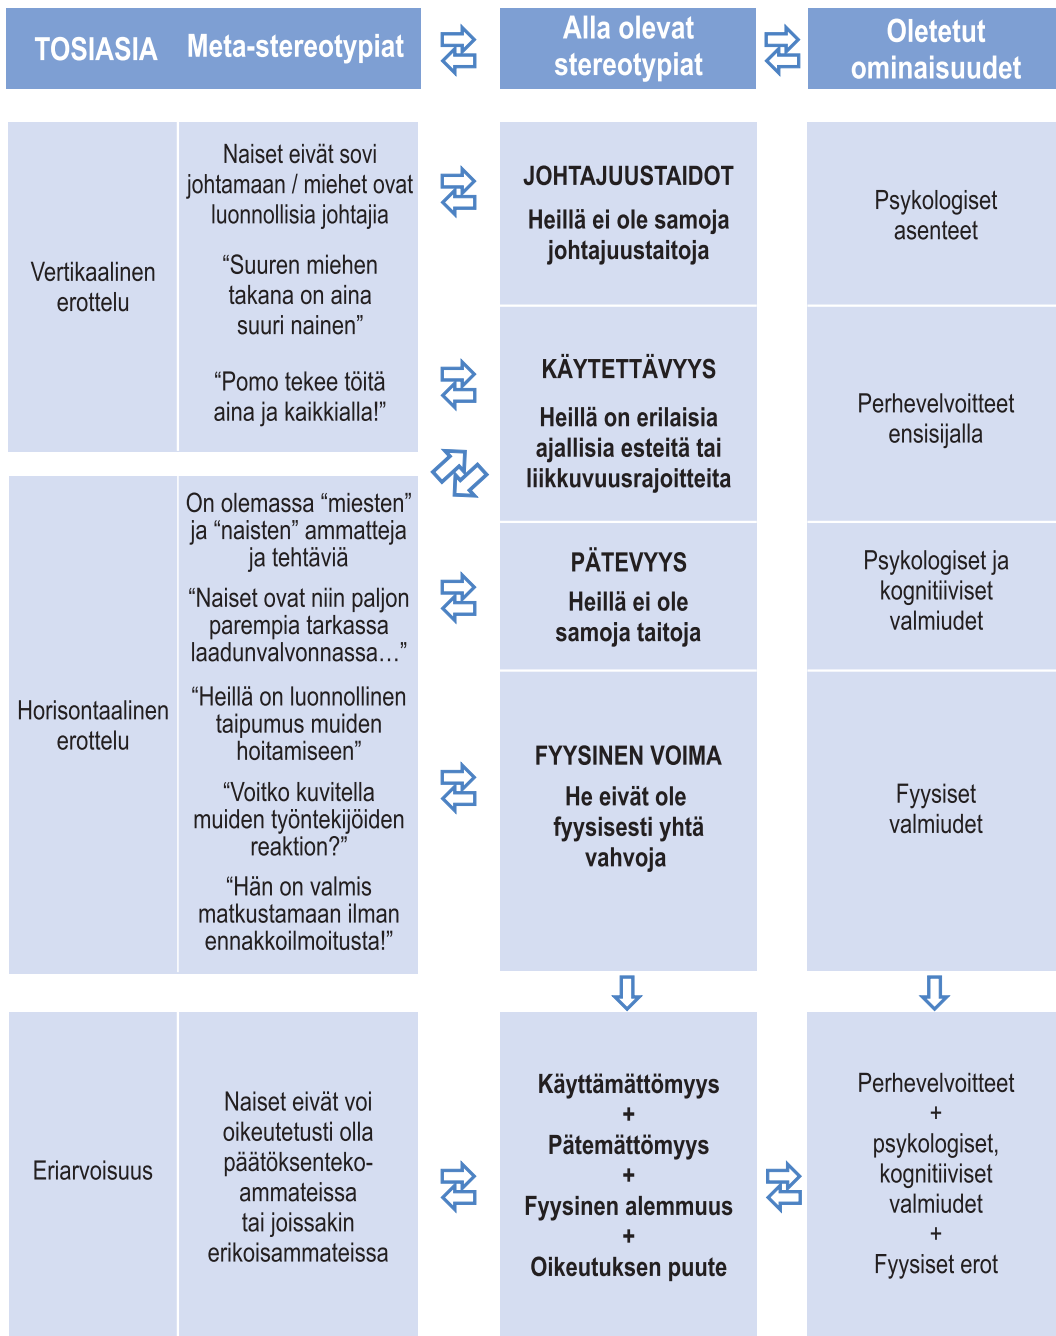 TOSIASIA
Meta-stereotypiat
Alla olevat
stereotypiat
Oletetut
ominaisuudet
Vertikaalinen
erottelu
Naiset eivät sovi
johtamaan / miehet ovat
luonnollisia johtajia
“Suuren miehen
takana on aina
suuri nainen”
“Pomo tekee töitä
aina ja kaikkialla!”
JOHTAJUUSTAIDOT
Heillä ei ole samoja
johtajuustaitoja
Psykologiset
asenteet
KÄYTETTÄVYYS
Heillä on erilaisia
ajallisia esteitä tai
liikkuvuusrajoitteita
Perhevelvoitteet
ensisijalla
Horisontaalinen
erottelu
On olemassa “miesten”
ja “naisten” ammatteja
ja tehtäviä
“Naiset ovat niin paljon
parempia tarkassa
laadunvalvonnassa…”
“Heillä on luonnollinen
taipumus muiden
hoitamiseen”
“Voitko kuvitella
muiden työntekijöiden
reaktion?”
“Hän on valmis
matkustamaan ilman
ennakkoilmoitusta!”
PÄTEVYYS
Heillä ei ole
samoja taitoja
Psykologiset ja
kognitiiviset
valmiudet
FYYSINEN VOIMA
He eivät ole
fyysisesti yhtä
vahvoja
Fyysiset
valmiudet
Eriarvoisuus
Naiset eivät voi
oikeutetusti olla
päätöksenteko-
ammateissa
tai joissakin
erikoisammateissa
Käyttämättömyys
+
Pätemättömyys
+
Fyysinen alemmuus
+
Oikeutuksen puute
Perhevelvoitteet
+
psykologiset,
kognitiiviset
valmiudet
+
Fyysiset erot